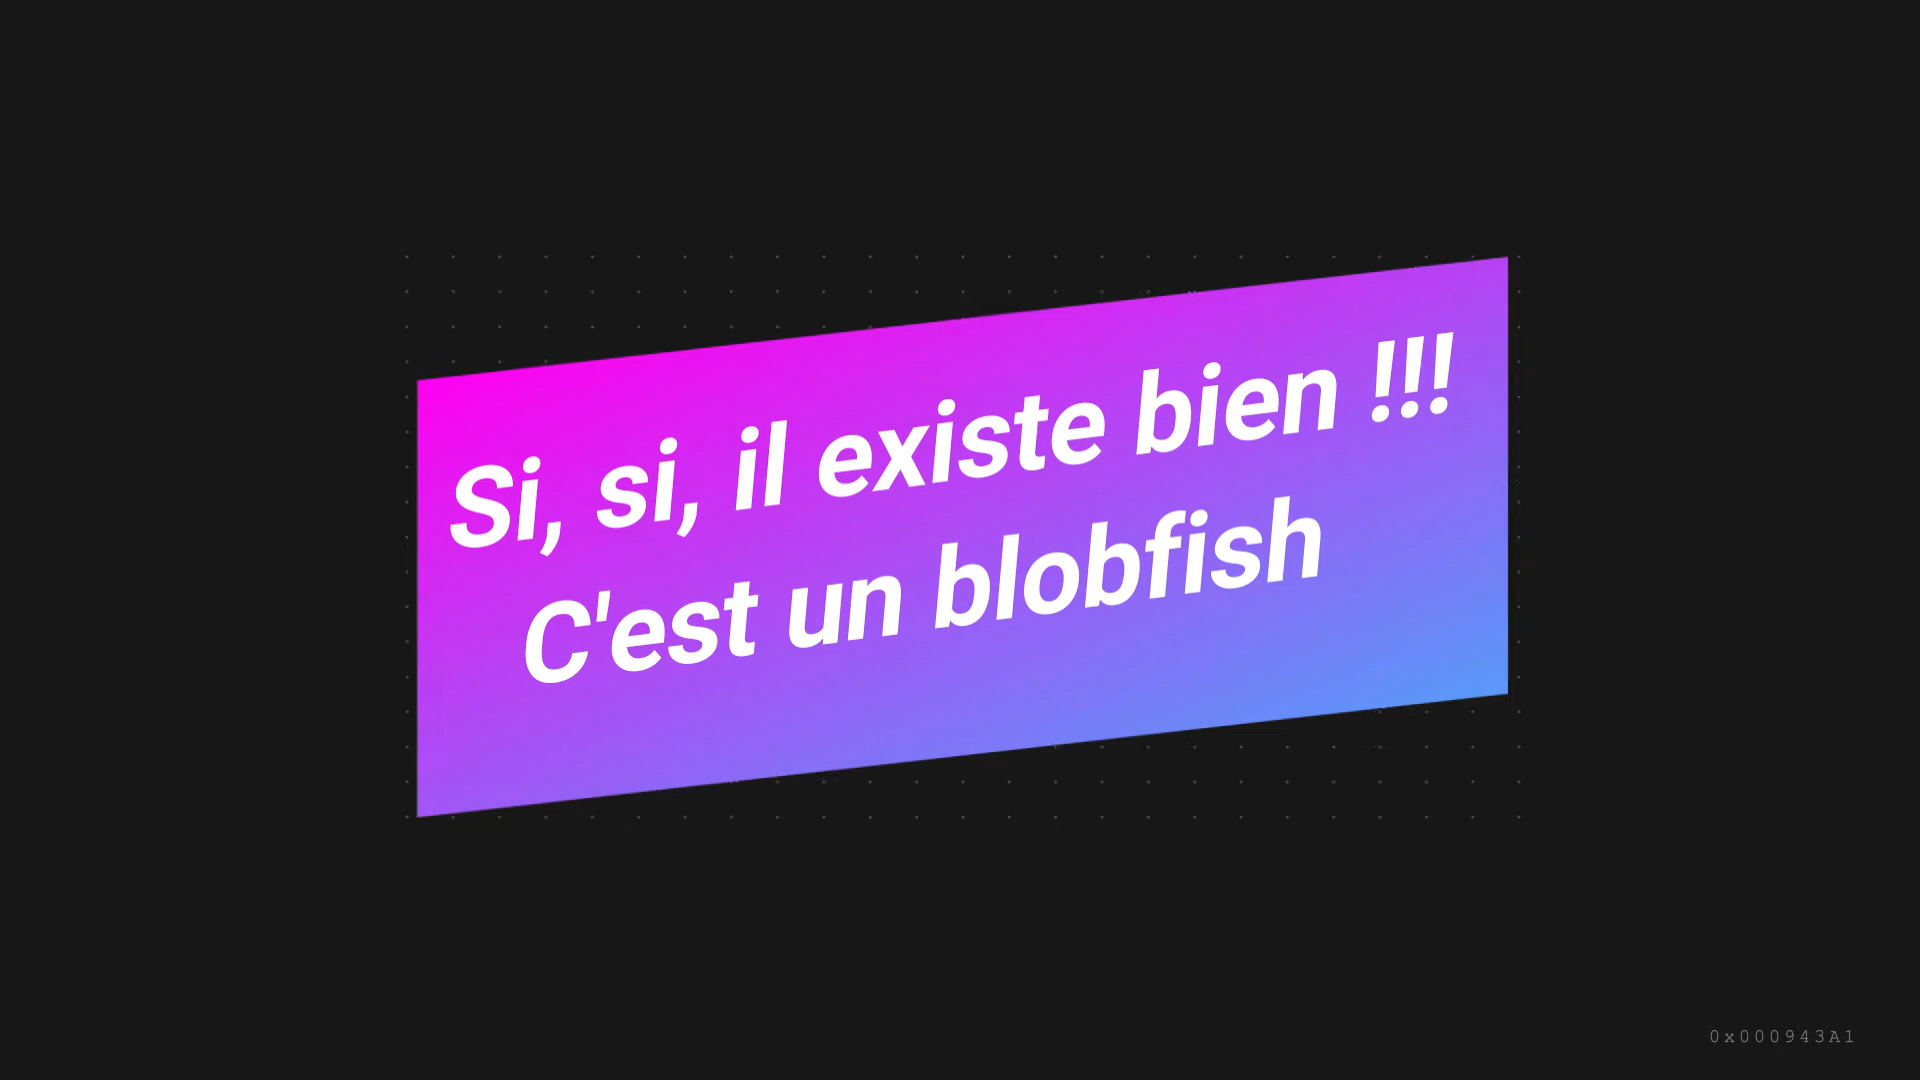 Si, si, il existe bien !!!
C'est un blobfish
0x000943A1